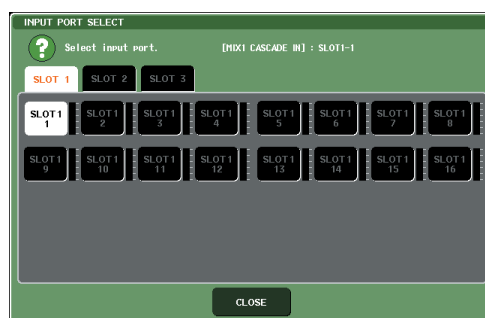 INPUT PORT SELECT
? Select input port. [MIX1 CASCADE IN] : SLOT1-1
SLOT 1 SLOT 2 SLOT 3
SLOT1 SLOT1 SLOT1 SLOT1 SLOT1 SLOT1 SLOT1 SLOT1
1 2 3 4 5 6 7 8
SLOT1 SLOT1 SLOT1 SLOT1 SLOT1 SLOT1 SLOT1 SLOT1
9 10 11 12 13 14 15 16
CLOSE